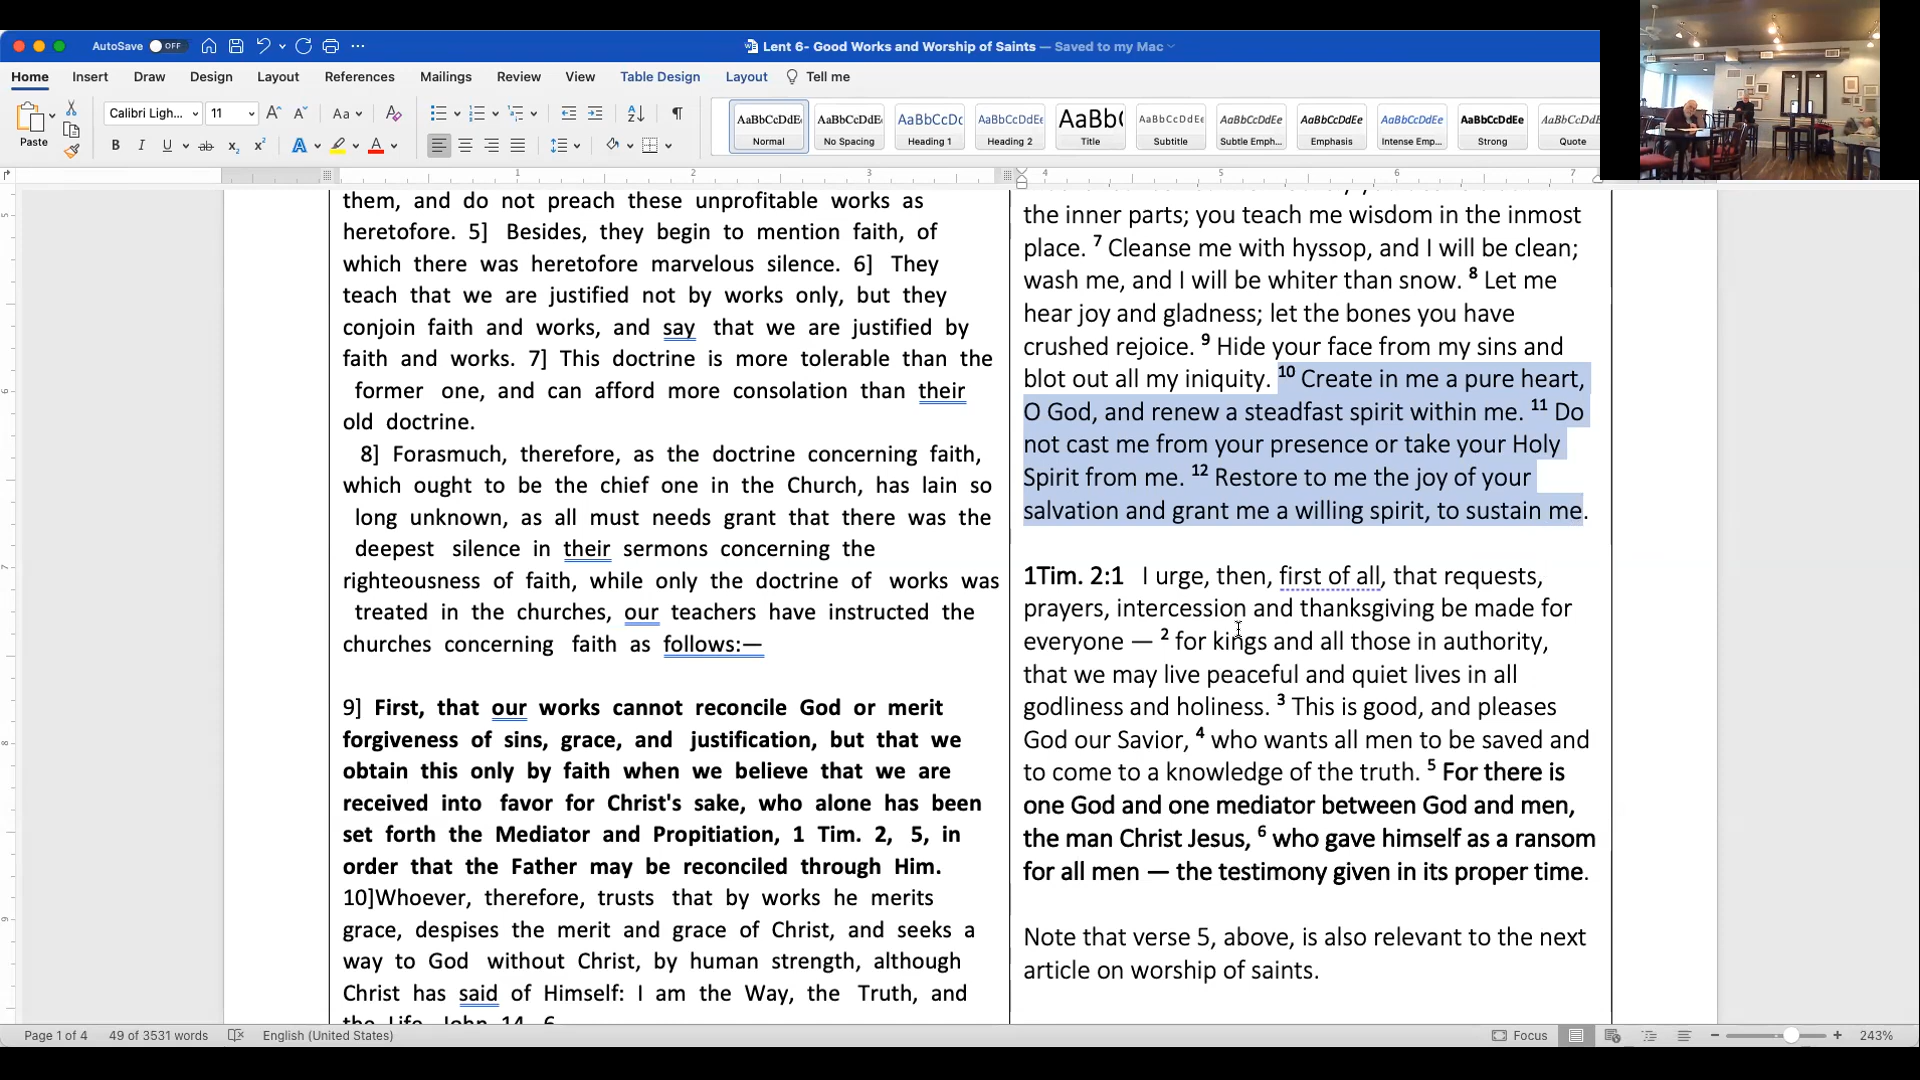 AutoSave OFF
Lent 6- Good Works and Worship of Saints — Saved to my Mac
Home Insert Draw Design Layout References Mailings Review View Table Design Layout Tell me
Paste
Calibri Ligh... 11
AaBbCcDdEe AaBbCcDdEe AaBbCcDc AaBbCcDdEe AaBb( AaBbCcDdEe AaBbCcDdEe AaBbCcDdEe AaBbCcDdEe AaBbCcDdEe AaBbCcDdEe
Normal No Spacing Heading 1 Heading 2 Title Subtitle Subtle Emph... Emphasis Intense Emp... Strong Quote
1 2 3 4 5 6 7
them, and do not preach these unprofitable works as
heretofore. 5] Besides, they begin to mention faith, of
which there was heretofore marvelous silence. 6] They
teach that we are justified not by works only, but they
conjoin faith and works, and say that we are justified by
faith and works. 7] This doctrine is more tolerable than the
former one, and can afford more consolation than their
old doctrine.
8] Forasmuch, therefore, as the doctrine concerning faith,
which ought to be the chief one in the Church, has lain so
long unknown, as all must needs grant that there was the
deepest silence in their sermons concerning the
righteousness of faith, while only the doctrine of works was
treated in the churches, our teachers have instructed the
churches concerning faith as follows:—
9] First, that our works cannot reconcile God or merit
forgiveness of sins, grace, and justification, but that we
obtain this only by faith when we believe that we are
received into favor for Christ's sake, who alone has been
set forth the Mediator and Propitiation, 1 Tim. 2, 5, in
order that the Father may be reconciled through Him.
10]Whoever, therefore, trusts that by works he merits
grace, despises the merit and grace of Christ, and seeks a
way to God without Christ, by human strength, although
Christ has said of Himself: I am the Way, the Truth, and
the Life. John 14, 6.
the inner parts; you teach me wisdom in the inmost
place. 7 Cleanse me with hyssop, and I will be clean;
wash me, and I will be whiter than snow. 8 Let me
hear joy and gladness; let the bones you have
crushed rejoice. 9 Hide your face from my sins and
blot out all my iniquity. 10 Create in me a pure heart,
O God, and renew a steadfast spirit within me. 11 Do
not cast me from your presence or take your Holy
Spirit from me. 12 Restore to me the joy of your
salvation and grant me a willing spirit, to sustain me.
1Tim. 2:1 I urge, then, first of all, that requests,
prayers, intercession and thanksgiving be made for
everyone — 2 for kings and all those in authority,
that we may live peaceful and quiet lives in all
godliness and holiness. 3 This is good, and pleases
God our Savior, 4 who wants all men to be saved and
to come to a knowledge of the truth. 5 For there is
one God and one mediator between God and men,
the man Christ Jesus, 6 who gave himself as a ransom
for all men — the testimony given in its proper time.
Note that verse 5, above, is also relevant to the next
article on worship of saints.
Page 1 of 4 49 of 3531 words English (United States) Focus 243%